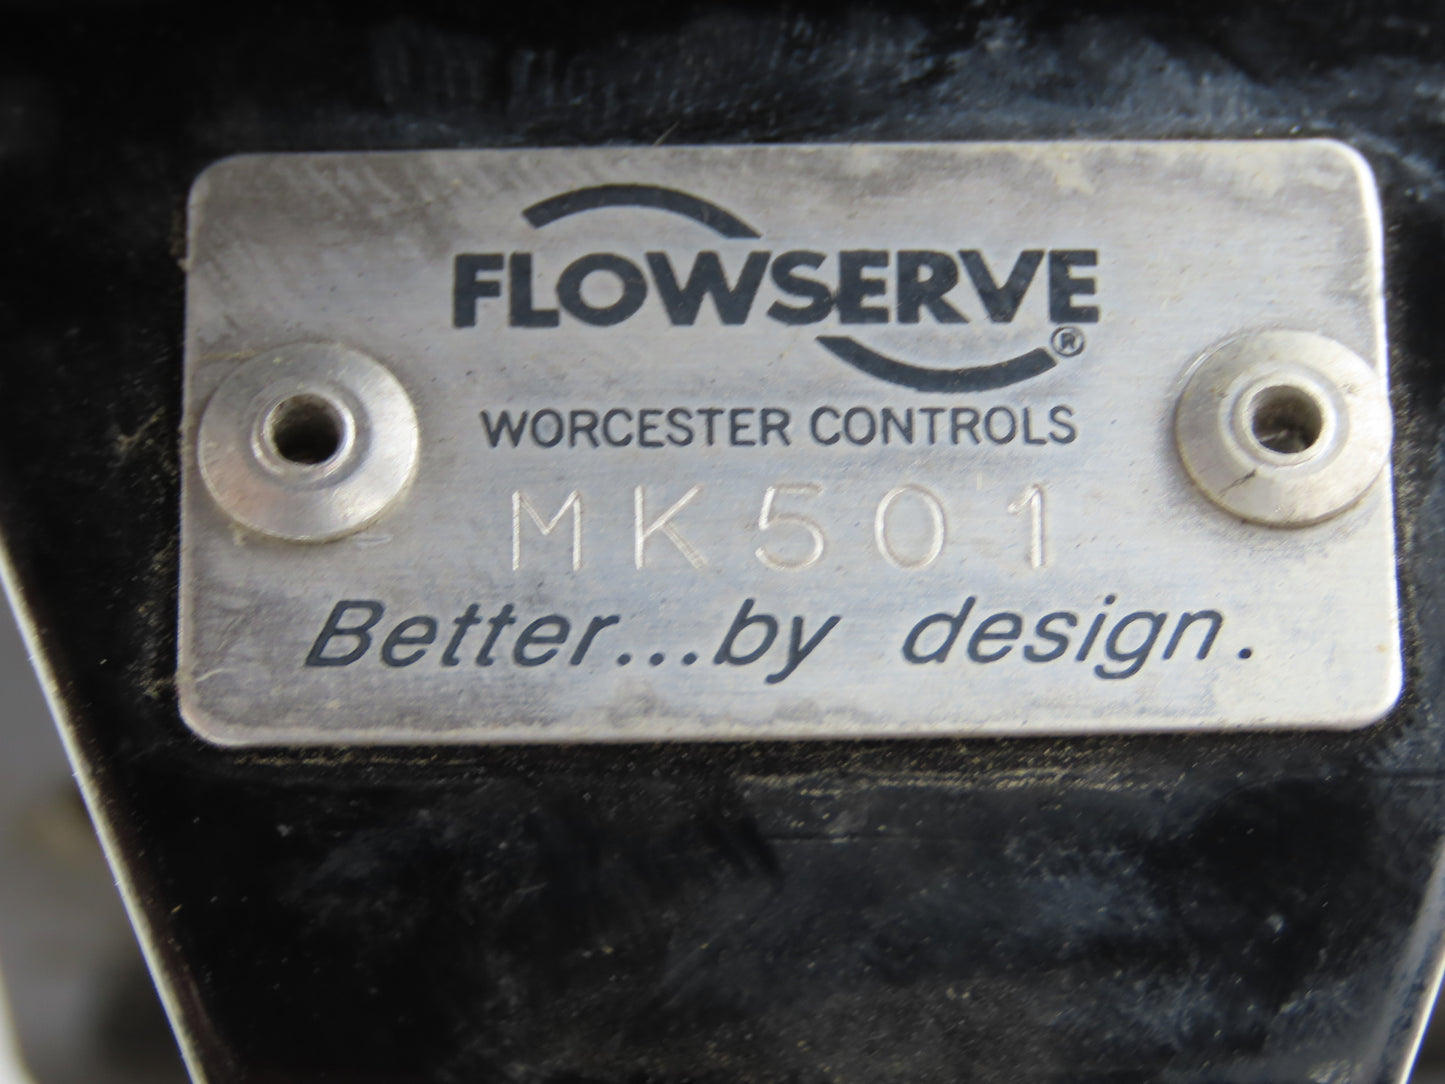 FLOWSERVE®
WORCESTER CONTROLS
MK501
Better...by design.